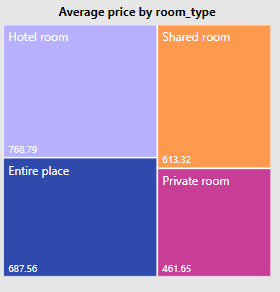 Average price by room_type
Hotel room
768.79
Shared room
613.32
Entire place
687.56
Private room
461.65